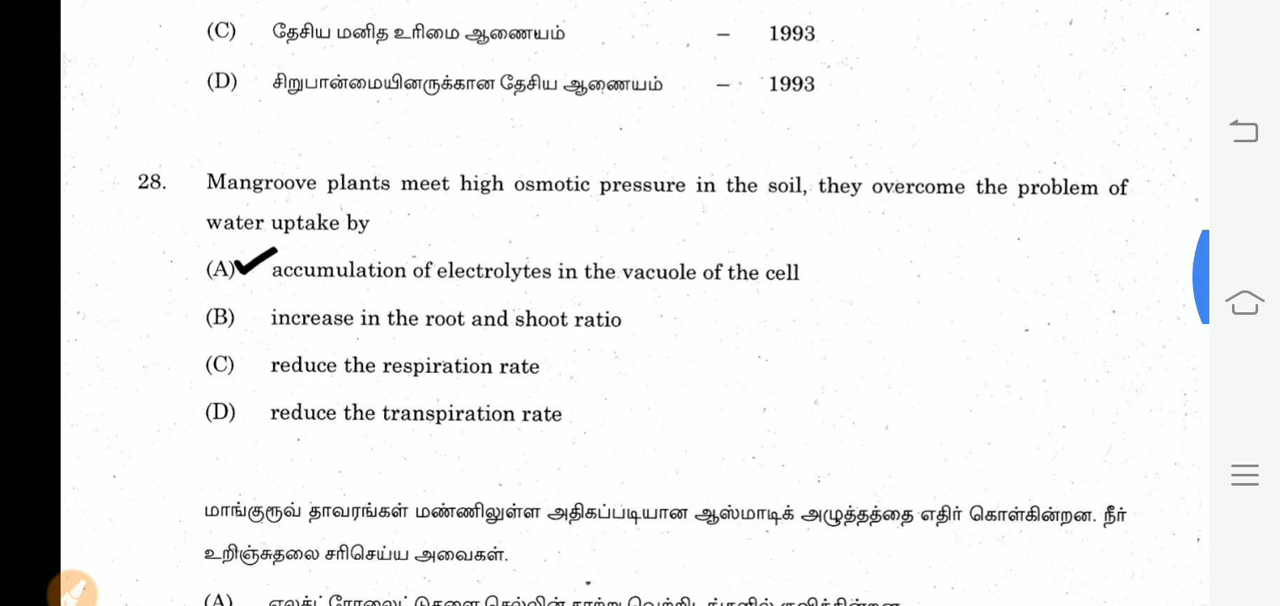 (C) தேசிய மனித உரிமை ஆணையம் – 1993
(D) சிறுபான்மையினருக்கான தேசிய ஆணையம் – 1993
28. Mangroove plants meet high osmotic pressure in the soil, they overcome the problem of
water uptake by
(A) accumulation of electrolytes in the vacuole of the cell
(B) increase in the root and shoot ratio
(C) reduce the respiration rate
(D) reduce the transpiration rate
மாங்குரூவ் தாவரங்கள் மண்ணிலுள்ள அதிகப்படியான ஆஸ்மாடிக் அழுத்தத்தை எதிர் கொள்கின்றன. நீர்
உறிஞ்சுதலை சரிசெய்ய அவைகள்.
(A)